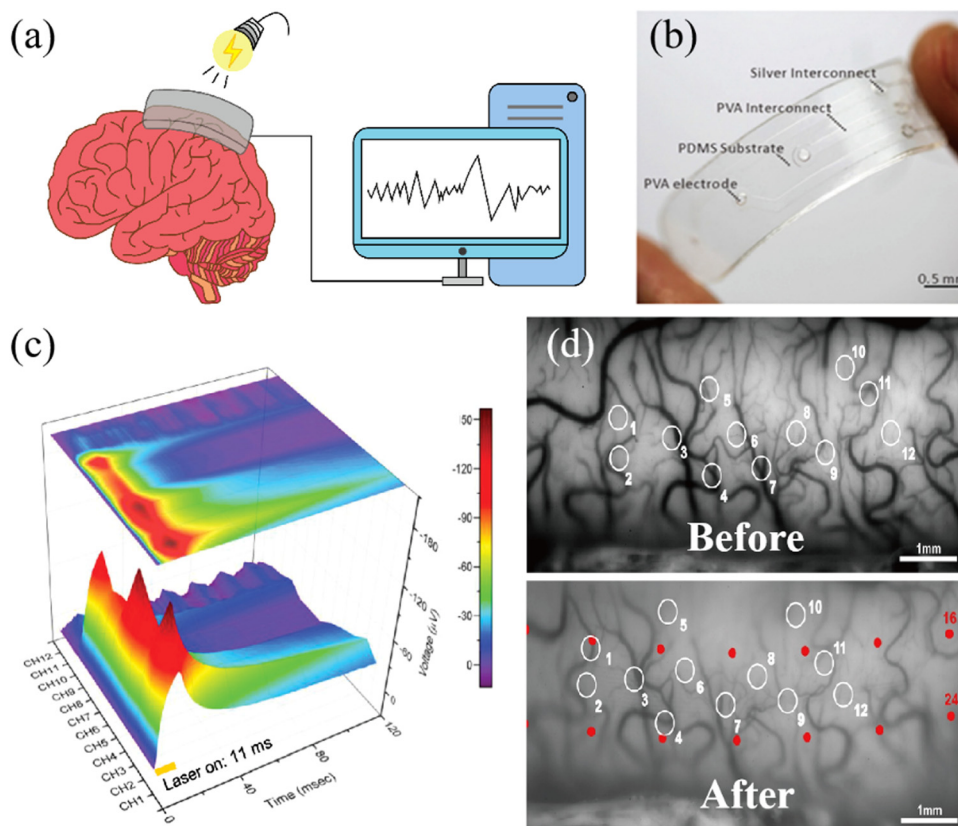 (a)
(b)
Silver Interconnect
PVA Interconnect
PDMS Substrate
PVA electrode
0.5 mm
(c)
CH12
CH11
CH10
CH9
CH8
CH7
CH6
CH5
CH4
CH3
CH2
CH1
0
40
80
120
Time (msec)
Laser on: 11 ms
-180
-120
-60
0
Voltage (μV)
150
-120
-90
-60
-30
0
(d)
1
2
3
4
5
6
7
8
9
10
11
12
Before
1mm
1
2
3
4
5
6
7
8
9
10
11
12
16
24
After
1mm